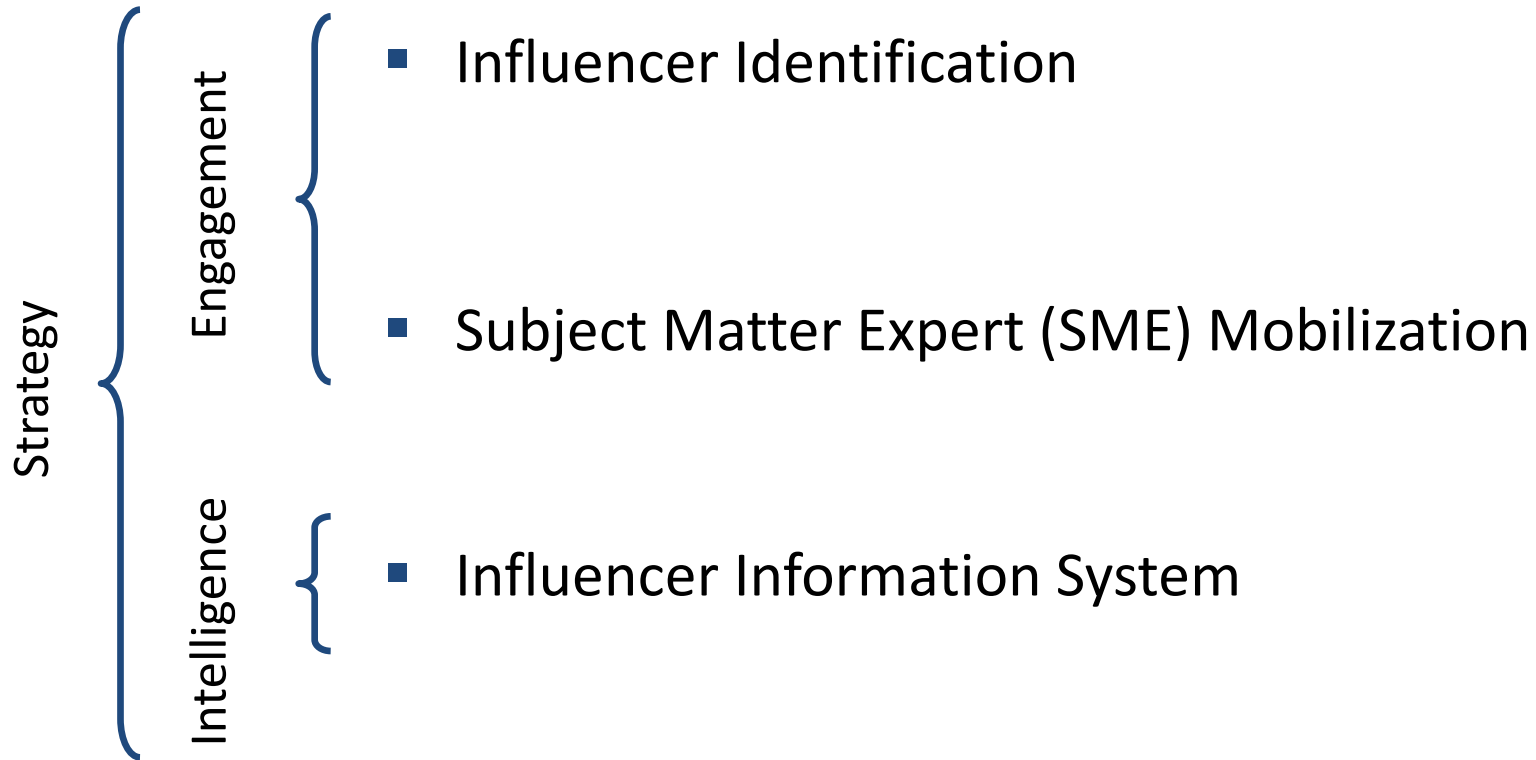 Strategy
Engagement
Influencer Identification
Subject Matter Expert (SME) Mobilization
Intelligence
Influencer Information System